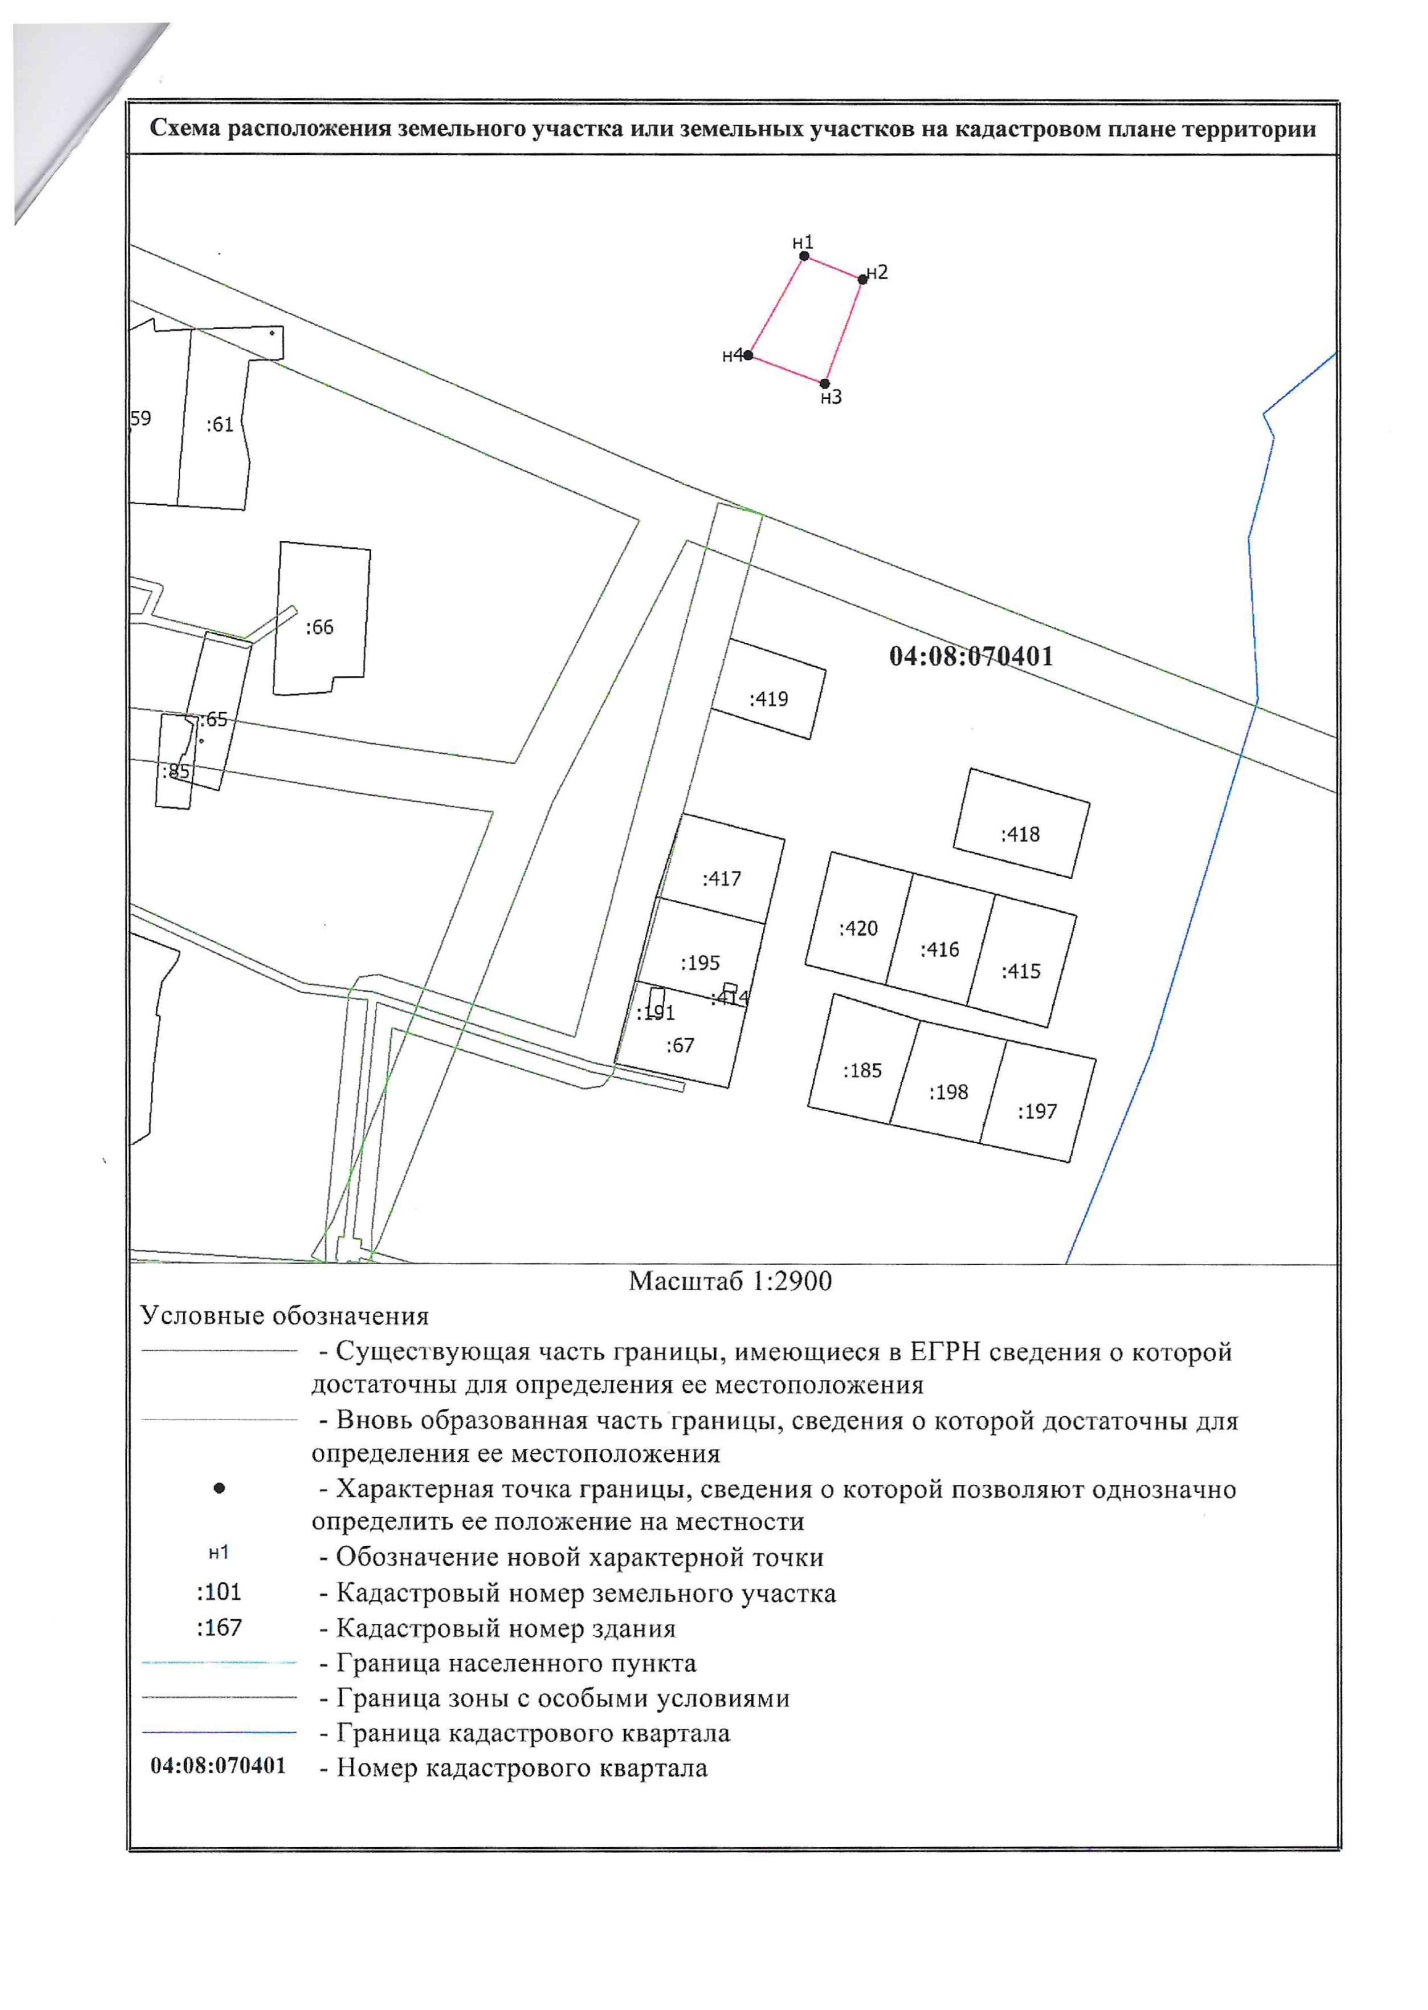 Схема расположения земельного участка или земельных участков на кадастровом плане территории
н1
н2
н4
н3
59
:61
:66
04:08:070401
:419
:65
:85
:418
:417
:420
:416
:195
:415
:414
:191
:67
:185
:198
:197
Масштаб 1:2900
Условные обозначения
- Существующая часть границы, имеющиеся в ЕГРН сведения о которой
достаточны для определения ее местоположения
- Вновь образованная часть границы, сведения о которой достаточны для
определения ее местоположения
- Характерная точка границы, сведения о которой позволяют однозначно
определить ее положение на местности
н1 - Обозначение новой характерной точки
:101 - Кадастровый номер земельного участка
:167 - Кадастровый номер здания
- Граница населенного пункта
- Граница зоны с особыми условиями
- Граница кадастрового квартала
04:08:070401 - Номер кадастрового квартала